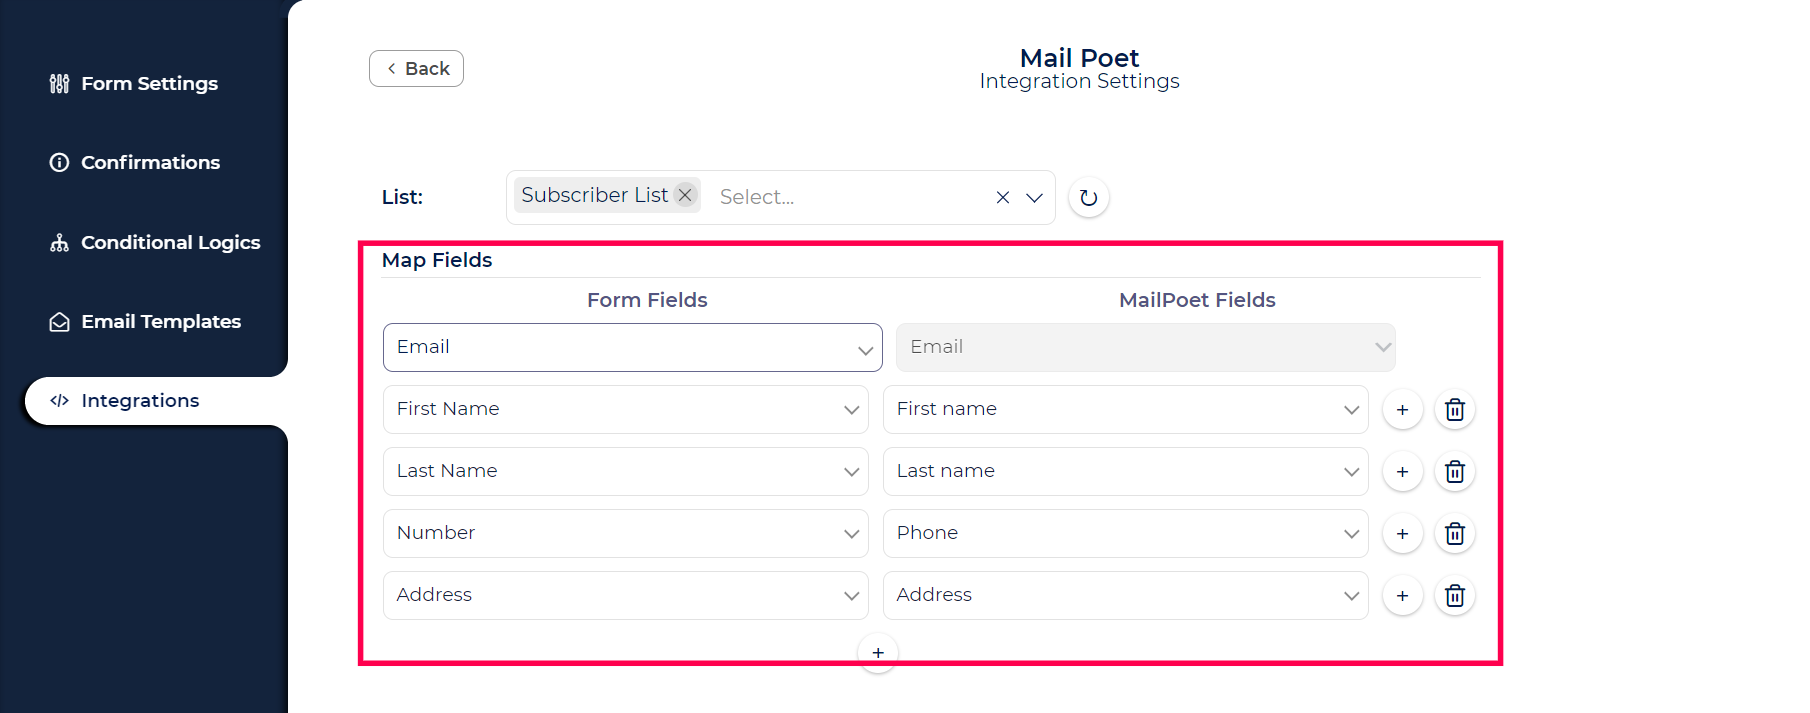 Form Settings
Confirmations
Conditional Logics
Email Templates
Integrations
Back
Mail Poet
Integration Settings
List: Subscriber List Select...
Map Fields
Form Fields MailPoet Fields
Email Email
First Name First name
Last Name Last name
Number Phone
Address Address